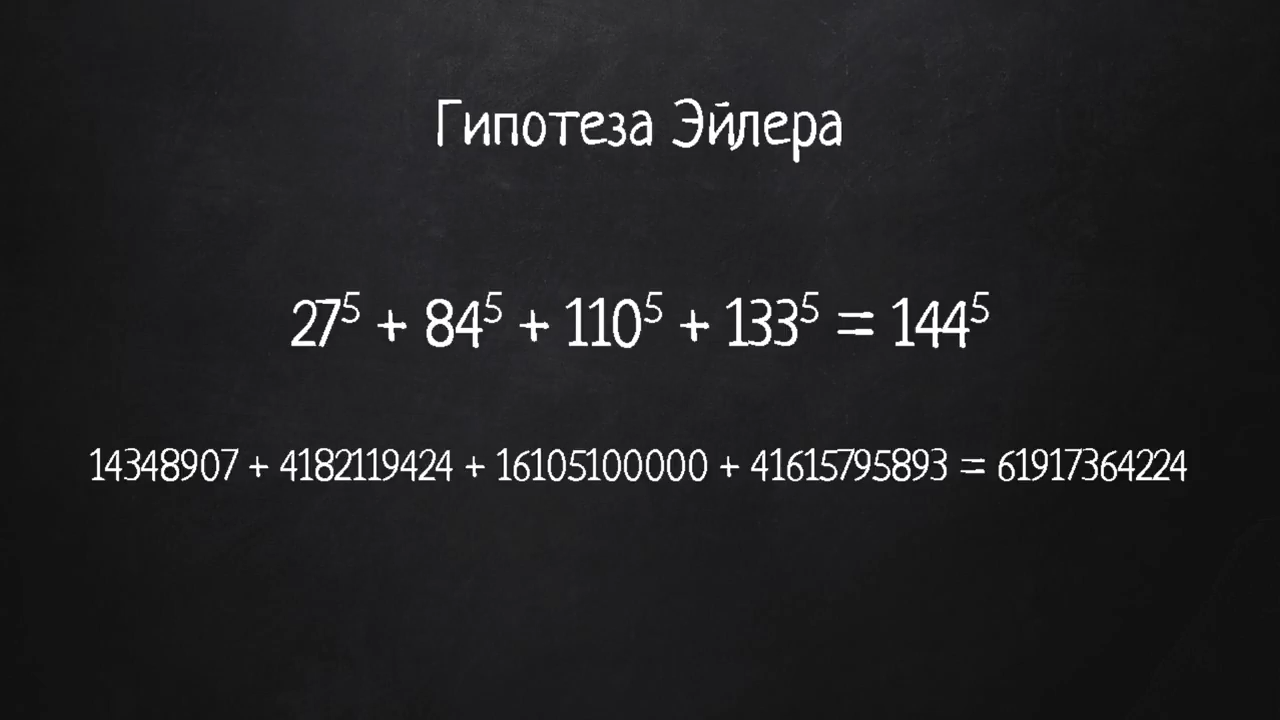 Гипотеза Эйлера
27⁵ + 84⁵ + 110⁵ + 133⁵ = 144⁵
14348907 + 4182119424 + 16105100000 + 41615795893 = 61917364224